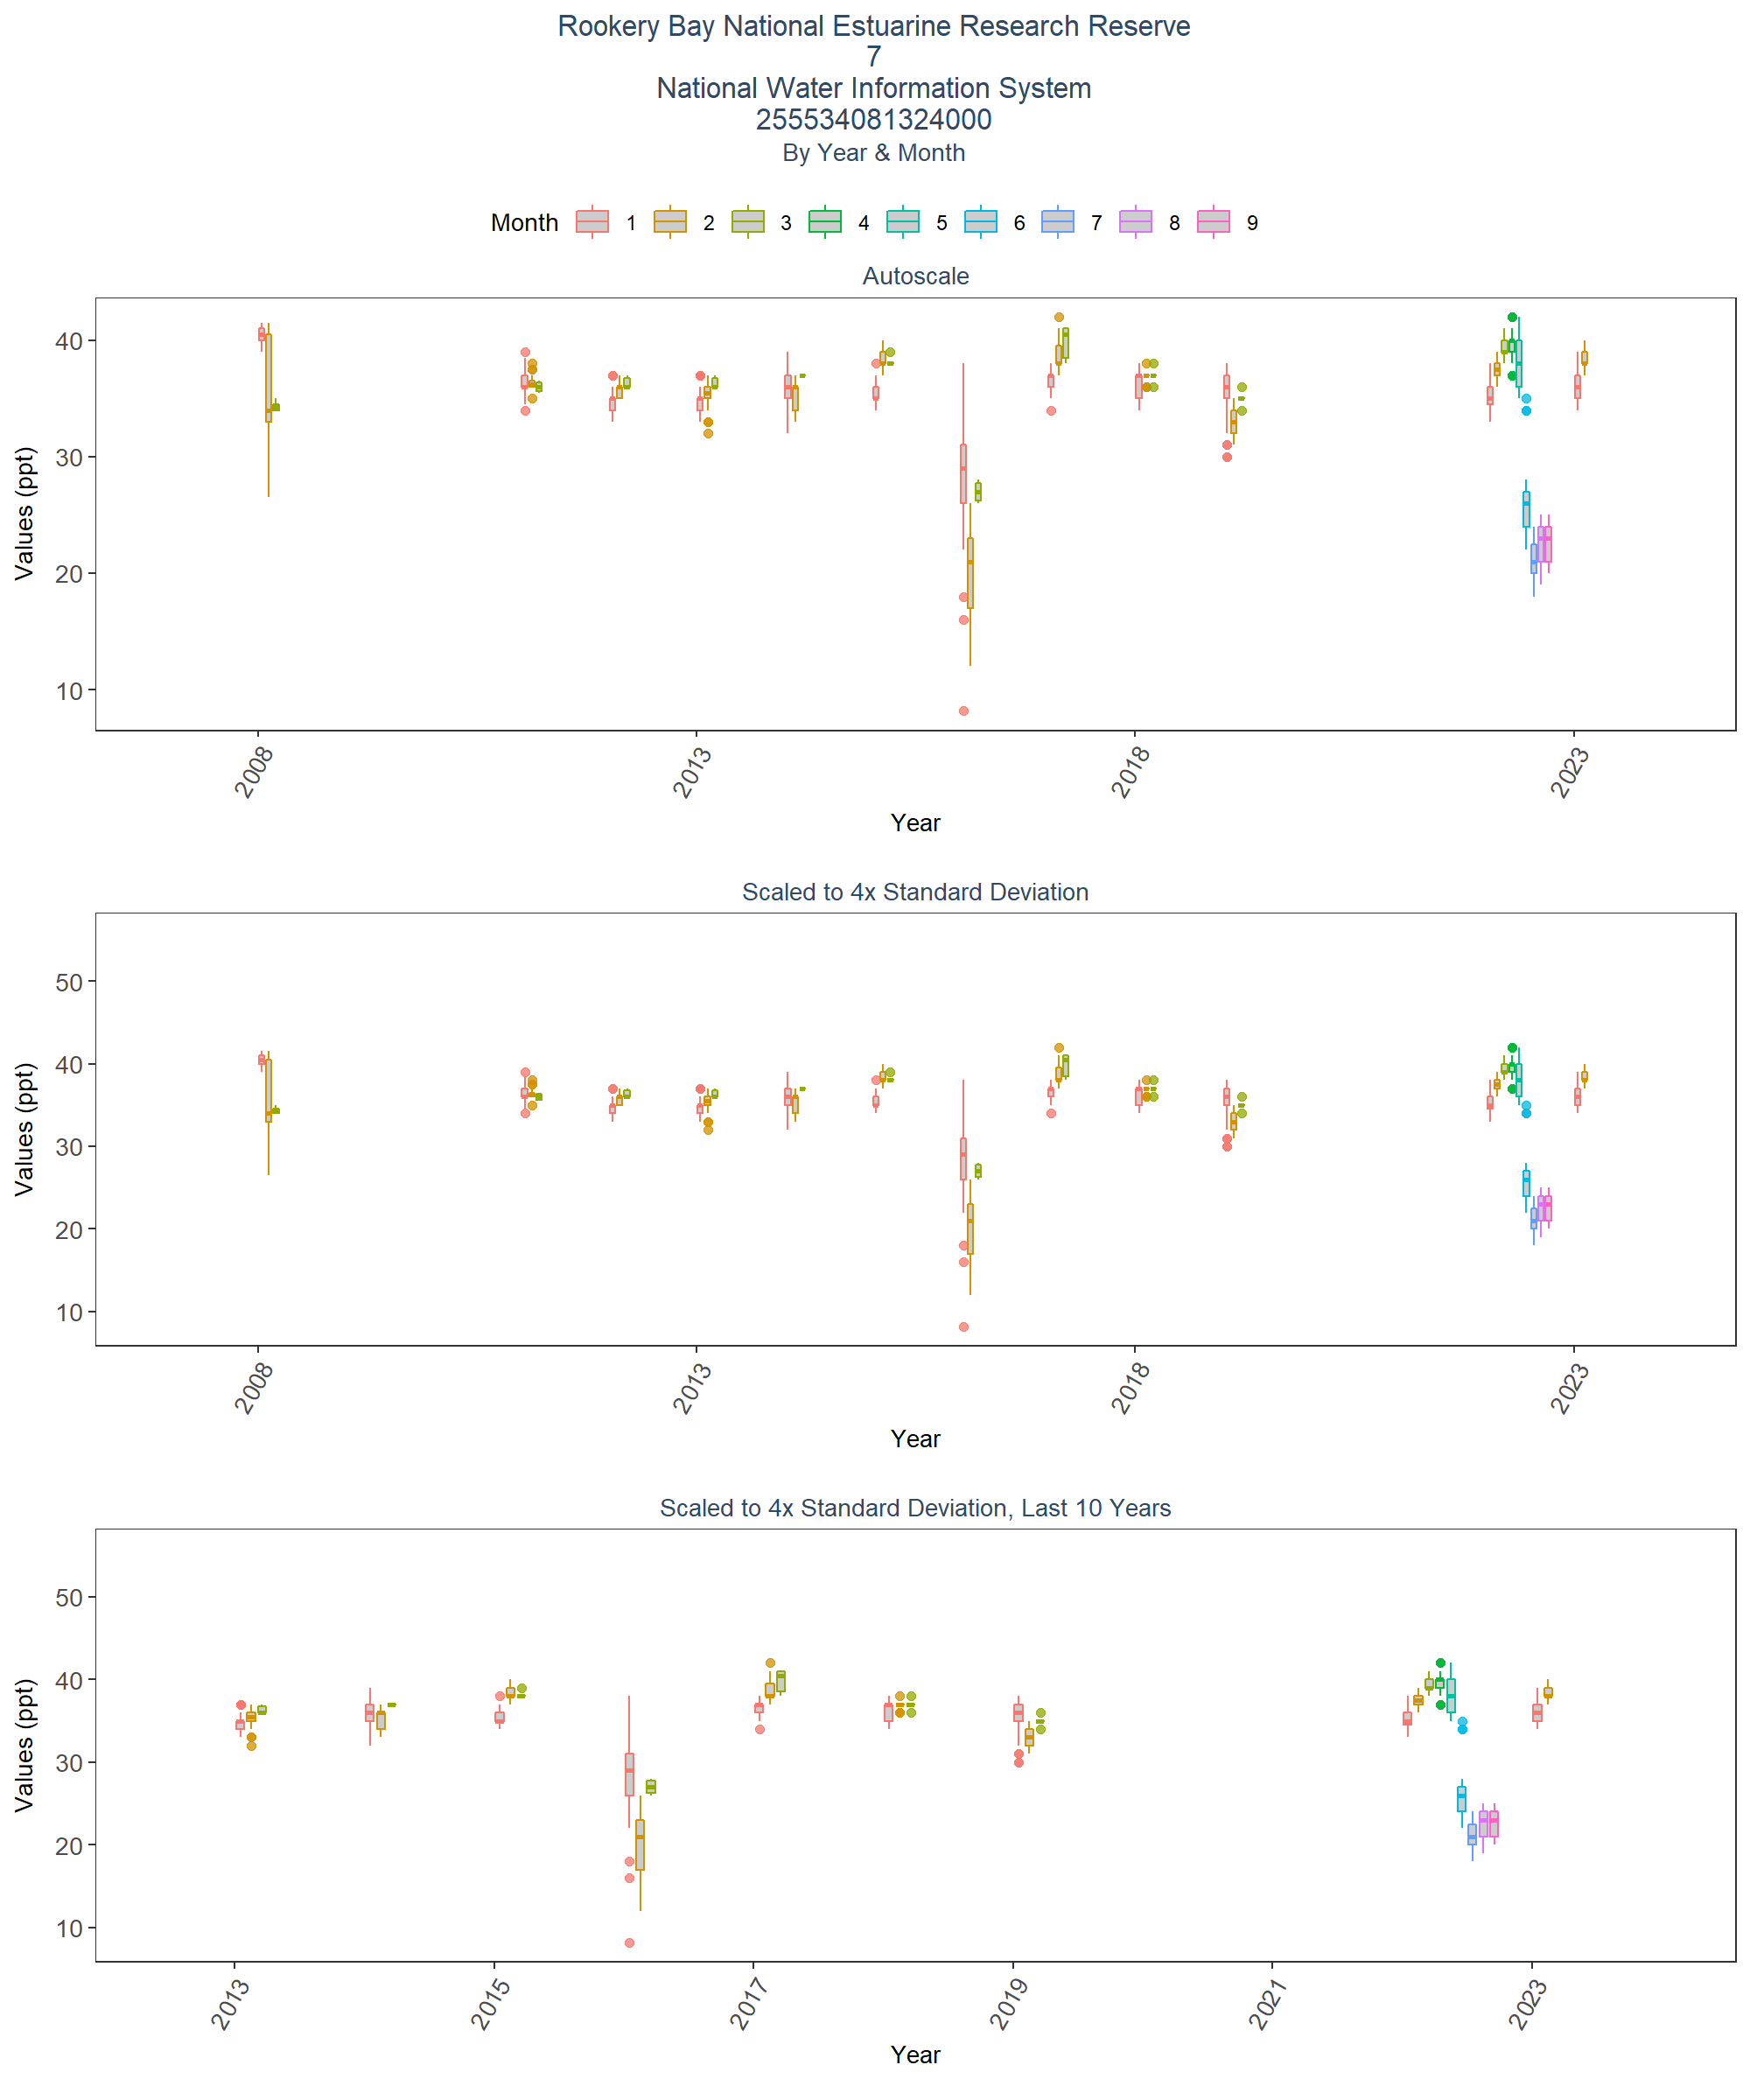 Rookery Bay National Estuarine Research Reserve
7
National Water Information System
255534081324000
By Year & Month
Month 1 2 3 4 5 6 7 8 9
Autoscale
Values (ppt)
40
30
20
10
2008 2013 2018 2023
Year
Scaled to 4x Standard Deviation
Values (ppt)
50
40
30
20
10
2008 2013 2018 2023
Year
Scaled to 4x Standard Deviation, Last 10 Years
Values (ppt)
50
40
30
20
10
2013 2015 2017 2019 2021 2023
Year